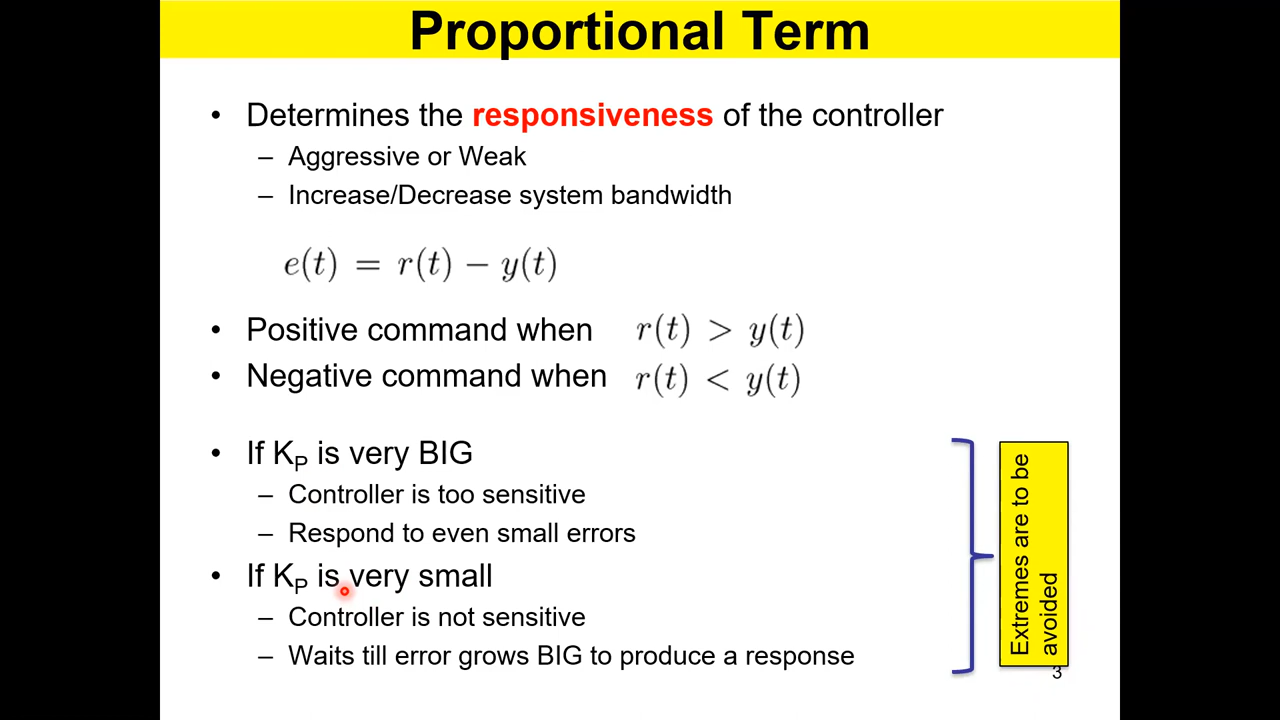 Proportional Term
• Determines the responsiveness of the controller
– Aggressive or Weak
– Increase/Decrease system bandwidth
e(t) = r(t) − y(t)
• Positive command when r(t) > y(t)
• Negative command when r(t) < y(t)
• If K_P is very BIG
– Controller is too sensitive
– Respond to even small errors
• If K_P is very small
– Controller is not sensitive
– Waits till error grows BIG to produce a response
Extremes are to be
avoided
3